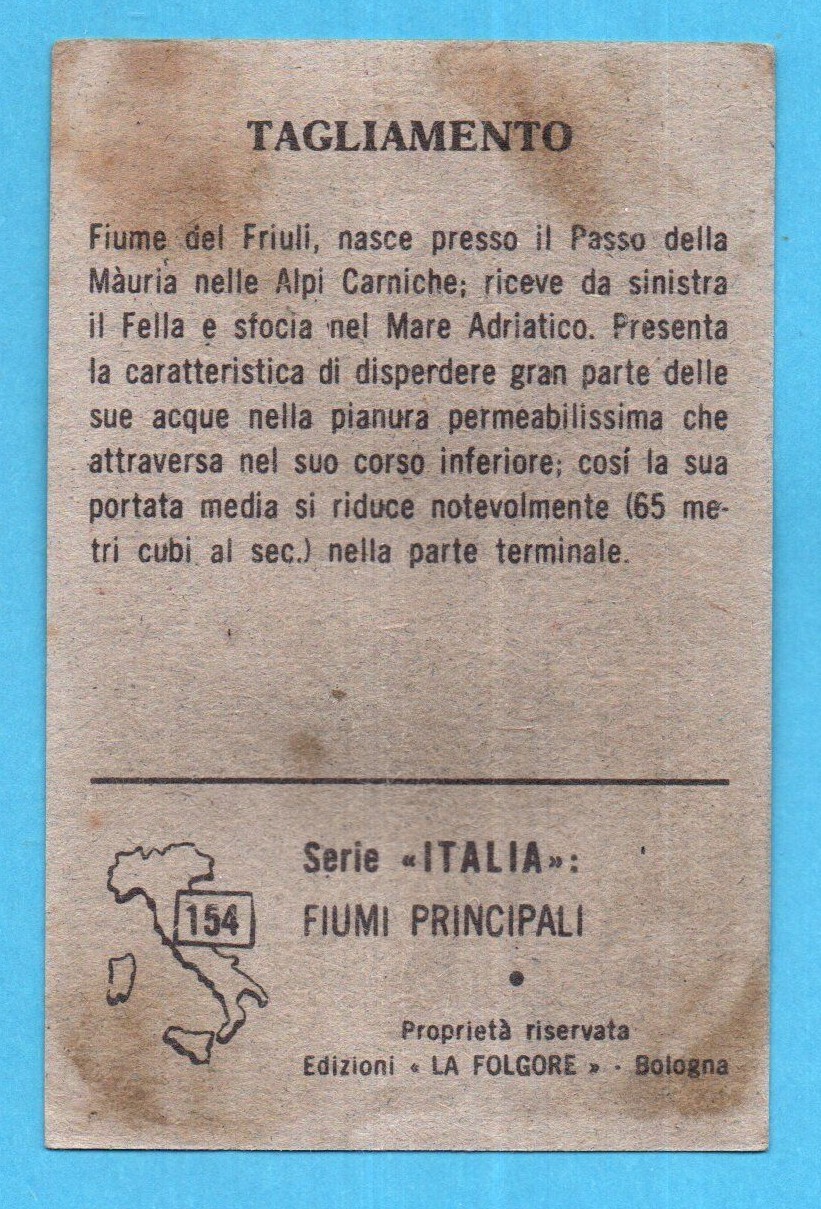 TAGLIAMENTO
Fiume del Friuli, nasce presso il Passo della
Màuria nelle Alpi Carniche; riceve da sinistra
il Fella e sfocia nel Mare Adriatico. Presenta
la caratteristica di disperdere gran parte delle
sue acque nella pianura permeabilissima che
attraversa nel suo corso inferiore; cosí la sua
portata media si riduce notevolmente (65 me-
tri cubi al sec.) nella parte terminale.
154
Serie «ITALIA»:
FIUMI PRINCIPALI
•
Proprietà riservata
Edizioni « LA FOLGORE » - Bologna